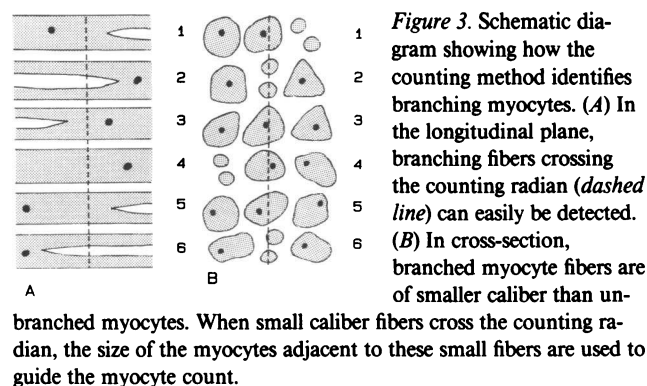 1 1
2 2
3 3
4 4
5 5
6 6
A B
Figure 3. Schematic dia-
gram showing how the
counting method identifies
branching myocytes. (A) In
the longitudinal plane,
branching fibers crossing
the counting radian (dashed
line) can easily be detected.
(B) In cross-section,
branched myocyte fibers are
of smaller caliber than un-
branched myocytes. When small caliber fibers cross the counting ra-
dian, the size of the myocytes adjacent to these small fibers are used to
guide the myocyte count.